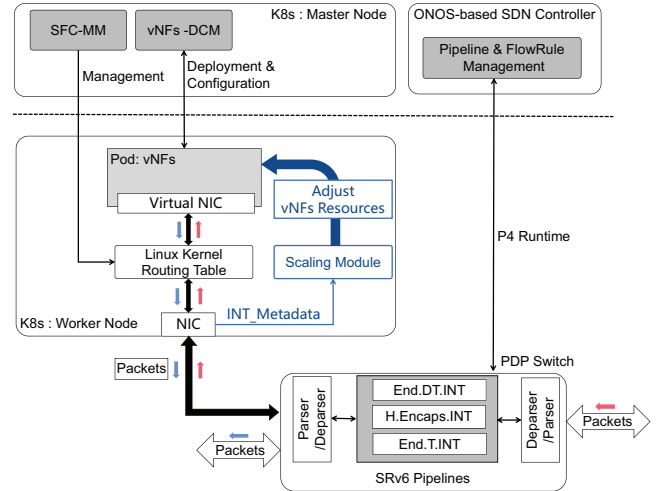 K8s : Master Node
SFC-MM
vNFs -DCM
Management
Deployment &
Configuration
ONOS-based SDN Controller
Pipeline & FlowRule
Management
Pod: vNFs
Virtual NIC
Adjust
vNFs Resources
Linux Kernel
Routing Table
Scaling Module
P4 Runtime
K8s : Worker Node
NIC
INT_Metadata
Packets
PDP Switch
Parser
/Deparser
End.DT.INT
H.Encaps.INT
End.T.INT
Deparser
/Parser
Packets
Packets
SRv6 Pipelines